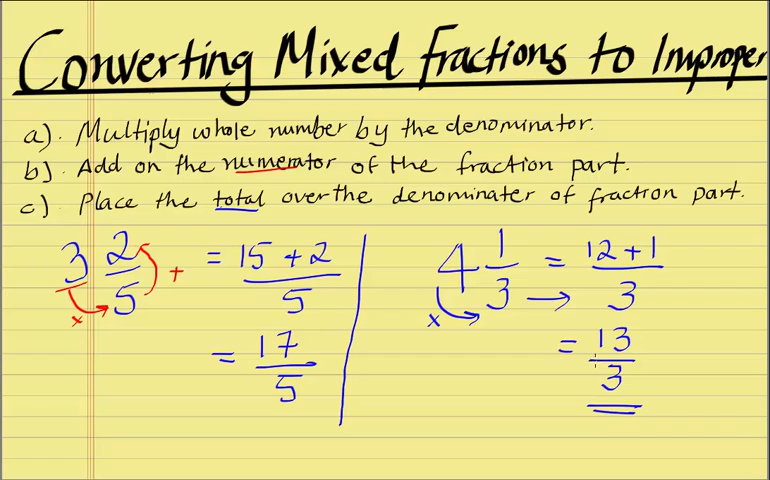 Converting Mixed Fractions to Improper
a). Multiply whole number by the denominator.
b). Add on the numerator of the fraction part.
c). Place the total over the denominater of fraction part.
3 2/5 + = 15 + 2/5
x
= 17/5
4 1/3 → = 12 + 1/3
x
= 13/3